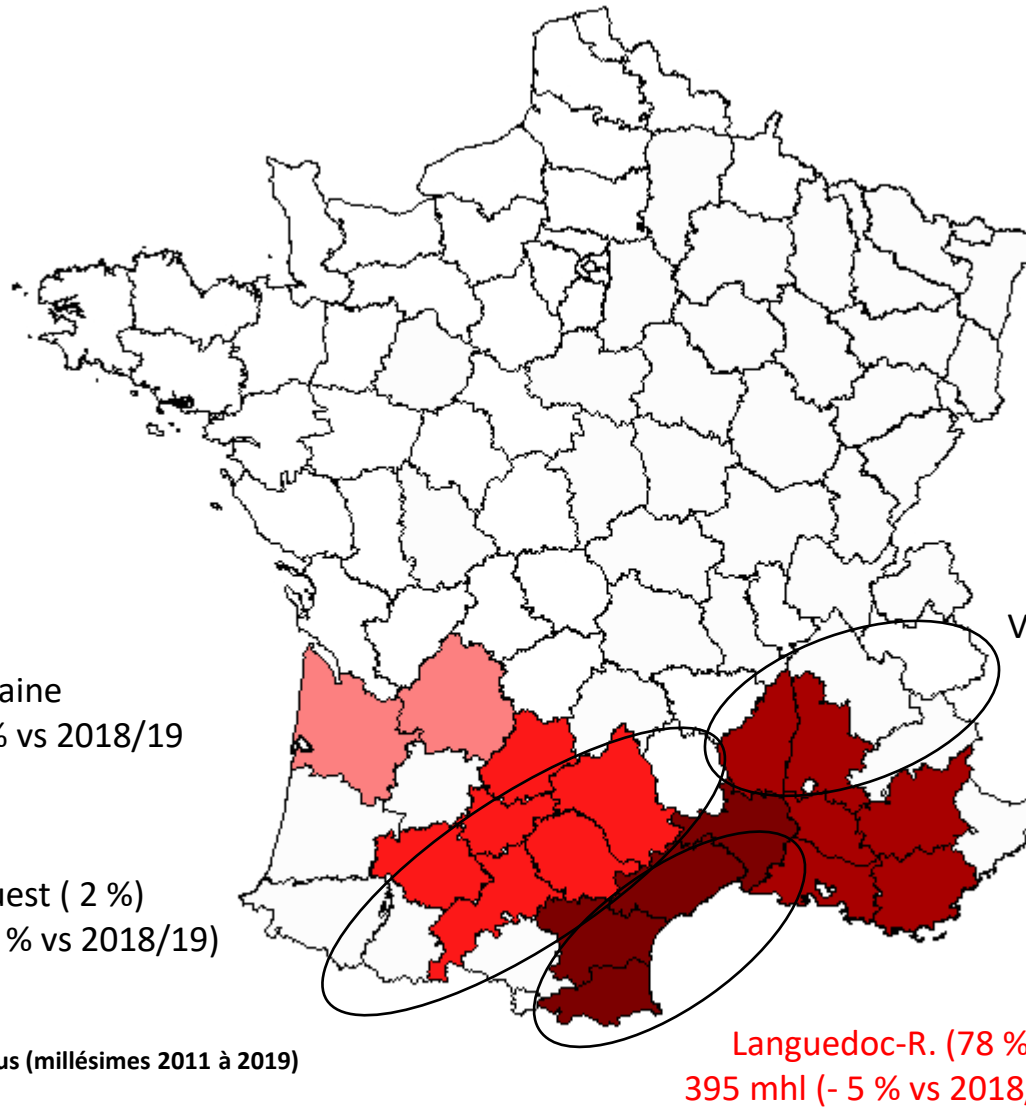 V
aine
% vs 2018/19
uest ( 2 %)
% vs 2018/19)
us (millésimes 2011 à 2019)
Languedoc-R. (78 %
395 mhl (- 5 % vs 2018/